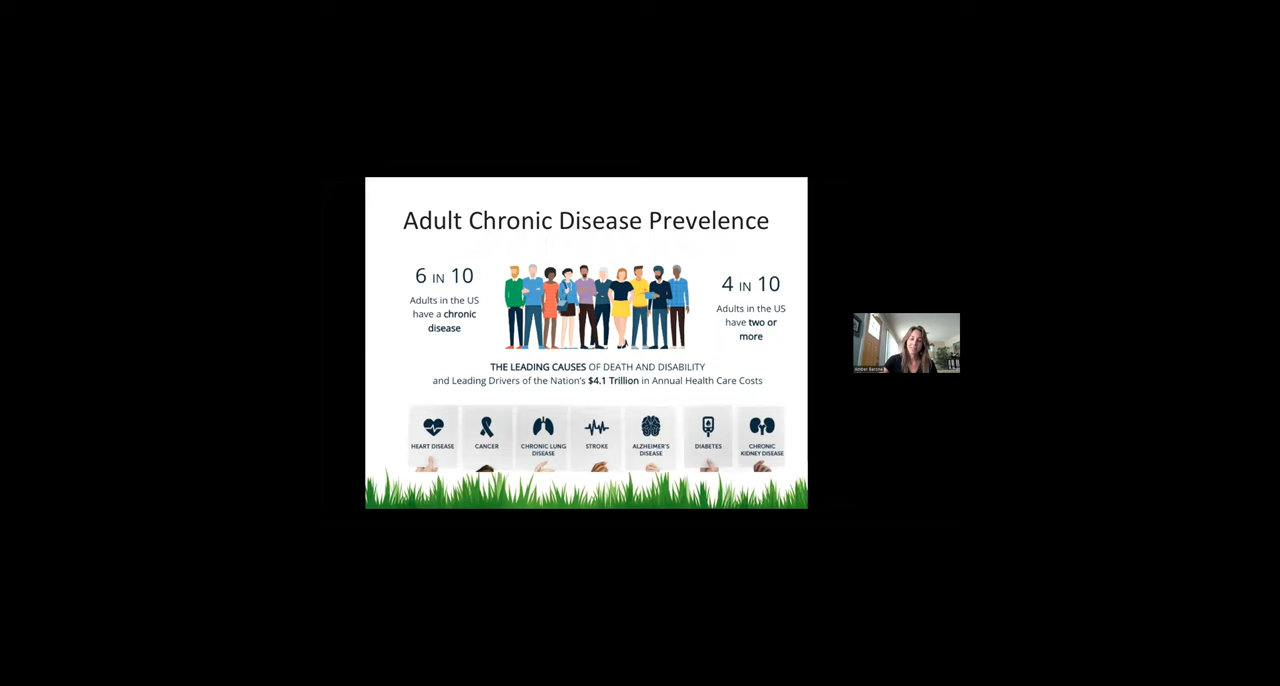 Adult Chronic Disease Prevelence
6 IN 10
Adults in the US
have a chronic
disease
4 IN 10
Adults in the US
have two or
more
THE LEADING CAUSES OF DEATH AND DISABILITY
and Leading Drivers of the Nation's $4.1 Trillion in Annual Health Care Costs
HEART DISEASE
CANCER
CHRONIC LUNG
DISEASE
STROKE
ALZHEIMER'S
DISEASE
DIABETES
CHRONIC
KIDNEY DISEASE
Amber Barone